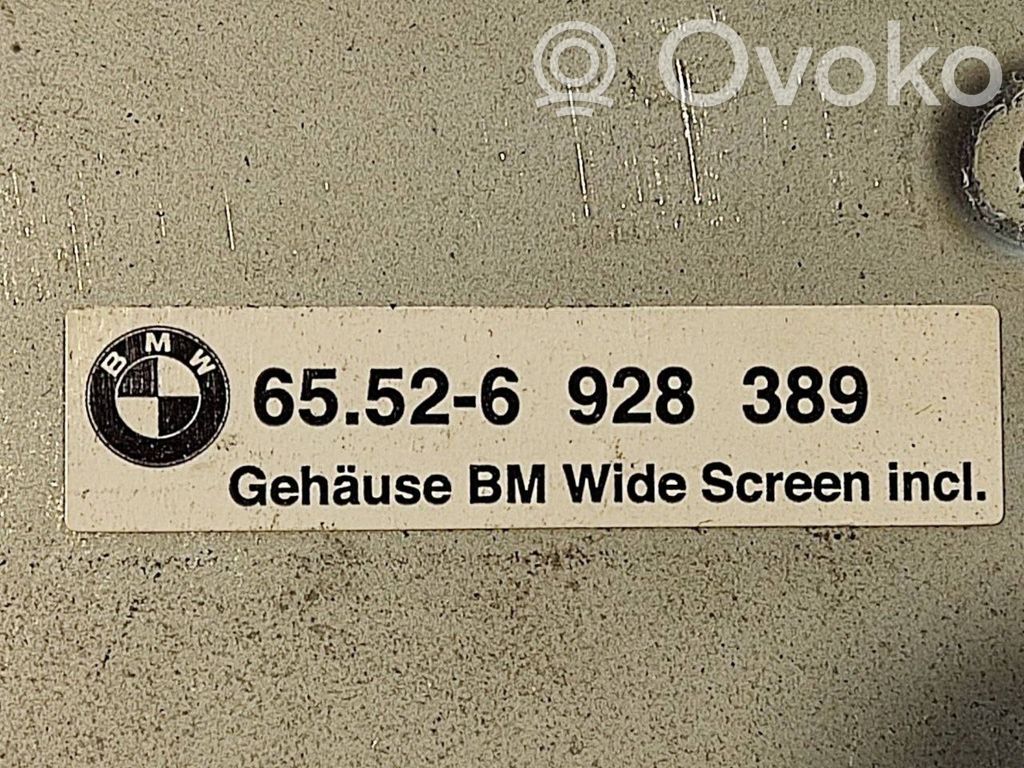 Ovoko
BMW
65.52-6 928 389
Gehäuse BM Wide Screen incl.